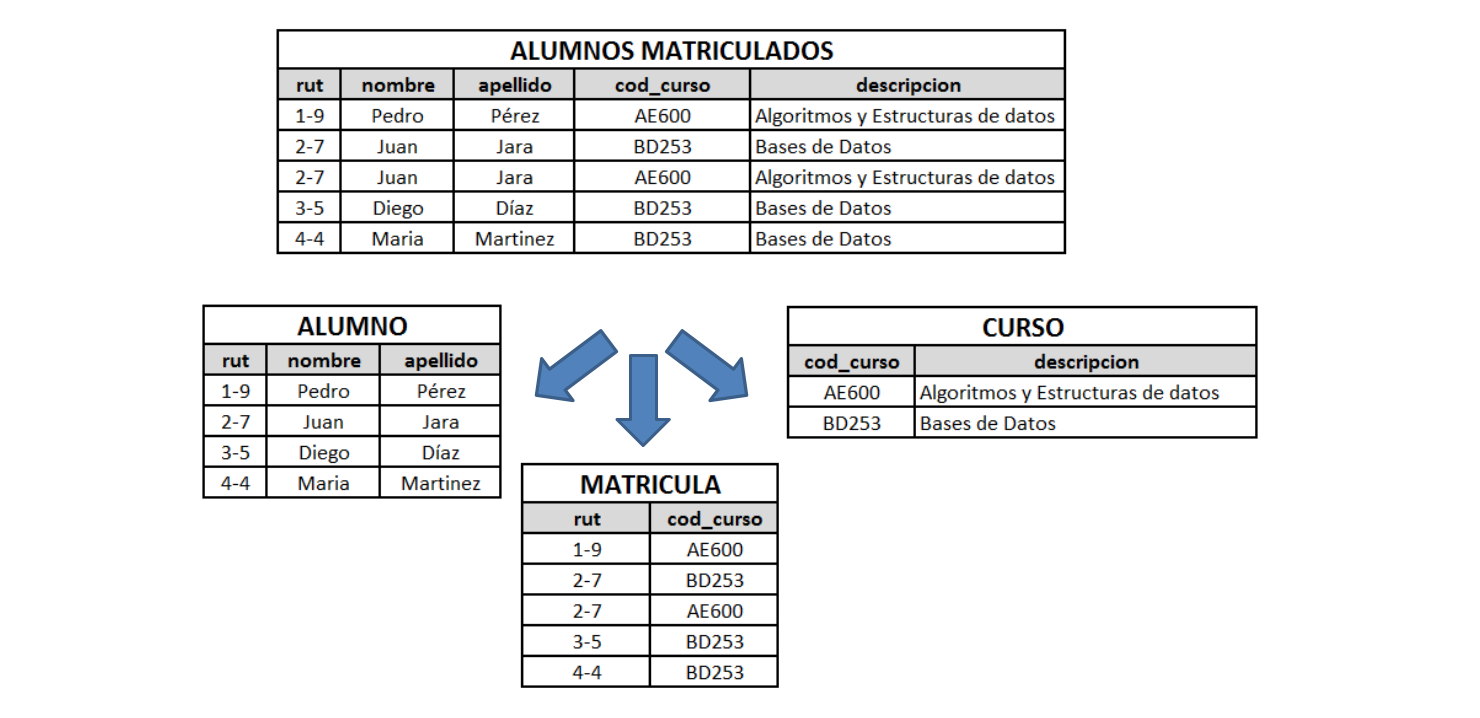 ALUMNOS MATRICULADOS
rut nombre apellido cod_curso descripcion
1-9 Pedro Pérez AE600 Algoritmos y Estructuras de datos
2-7 Juan Jara BD253 Bases de Datos
2-7 Juan Jara AE600 Algoritmos y Estructuras de datos
3-5 Diego Díaz BD253 Bases de Datos
4-4 Maria Martinez BD253 Bases de Datos
ALUMNO
rut nombre apellido
1-9 Pedro Pérez
2-7 Juan Jara
3-5 Diego Díaz
4-4 Maria Martinez
CURSO
cod_curso descripcion
AE600 Algoritmos y Estructuras de datos
BD253 Bases de Datos
MATRICULA
rut cod_curso
1-9 AE600
2-7 BD253
2-7 AE600
3-5 BD253
4-4 BD253